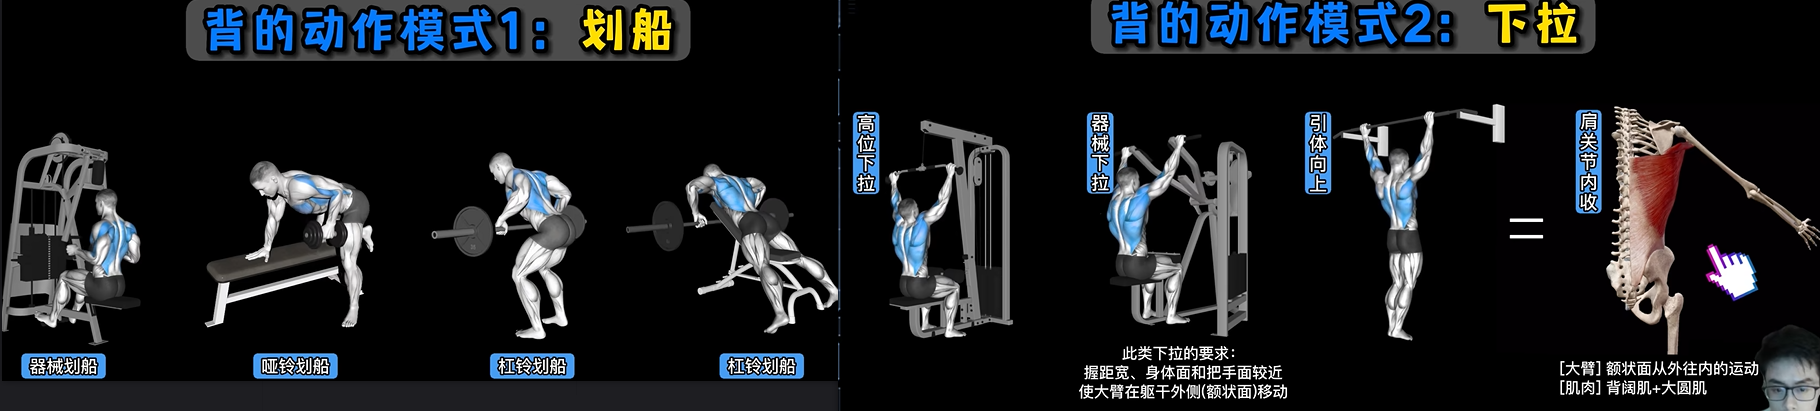 背的动作模式1：划船
器械划船
哑铃划船
杠铃划船
杠铃划船
背的动作模式2：下拉
高位下拉
器械下拉
引体向上
肩关节内收
此类下拉的要求：
握距宽、身体面和把手面较近
使大臂在躯干外侧(额状面)移动
[大臂] 额状面从外往内的运动
[肌肉] 背阔肌+大圆肌